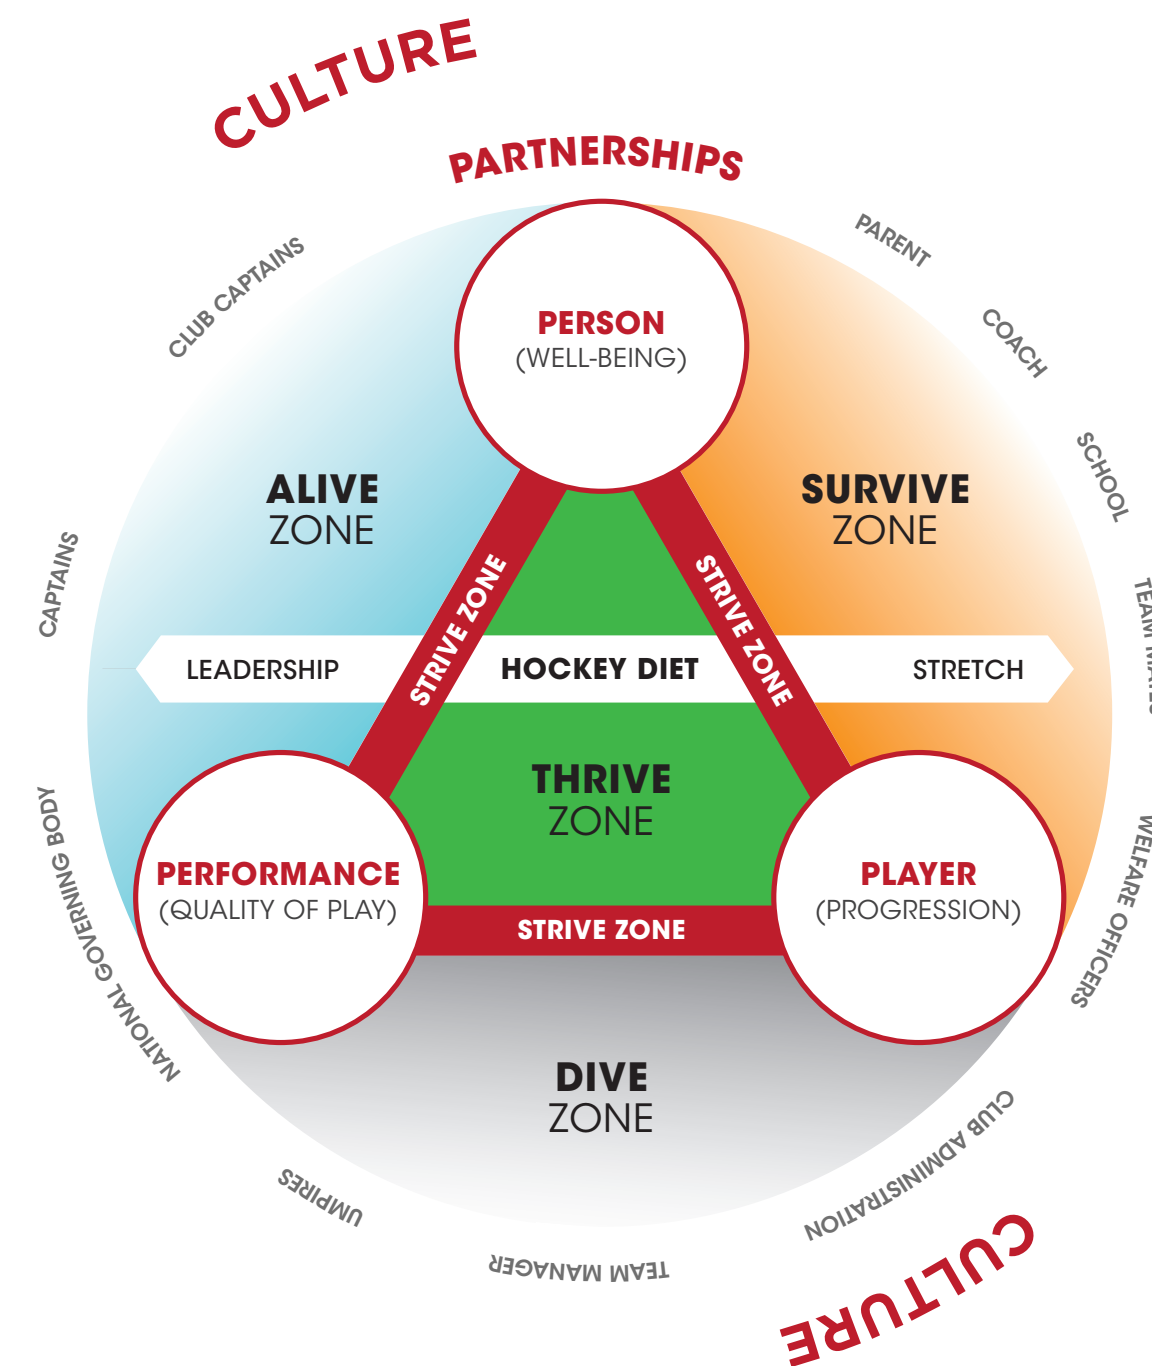 CULTURE
PARTNERSHIPS
CLUB CAPTAINS
PARENT
COACH
PERSON
(WELL-BEING)
SCHOOL
ALIVE
ZONE
SURVIVE
ZONE
CAPTAINS
STRIVE ZONE
STRIVE ZONE
TEAM MATES
LEADERSHIP
HOCKEY DIET
STRETCH
THRIVE
ZONE
NATIONAL GOVERNING BODY
WELFARE OFFICERS
PERFORMANCE
(QUALITY OF PLAY)
PLAYER
(PROGRESSION)
STRIVE ZONE
DIVE
ZONE
CLUB ADMINISTRATION
UMPIRES
TEAM MANAGER
CULTURE